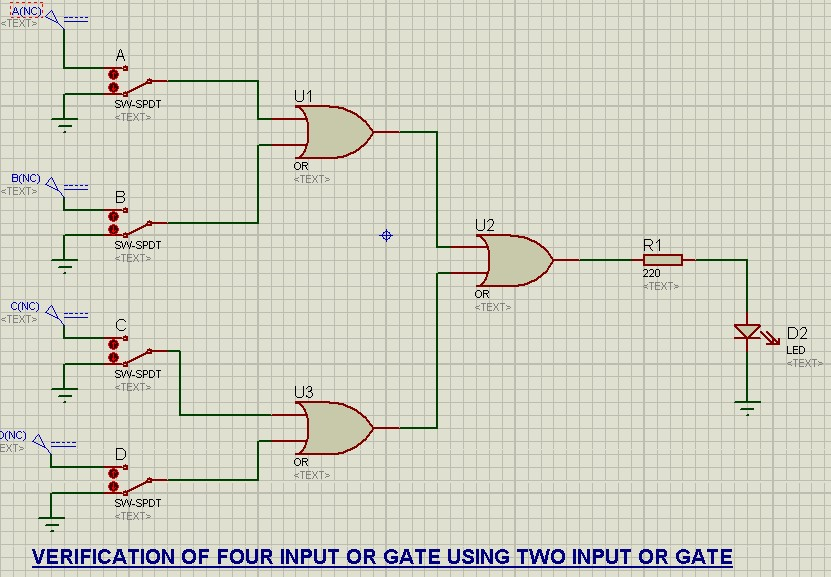 A(NC)
<TEXT>
A
SW-SPDT
<TEXT>
U1
OR
<TEXT>
B(NC)
<TEXT>
B
SW-SPDT
<TEXT>
U2
OR
<TEXT>
R1
220
<TEXT>
C(NC)
<TEXT>
C
SW-SPDT
<TEXT>
D2
LED
<TEXT>
U3
OR
<TEXT>
D(NC)
EXT>
D
SW-SPDT
<TEXT>
VERIFICATION OF FOUR INPUT OR GATE USING TWO INPUT OR GATE